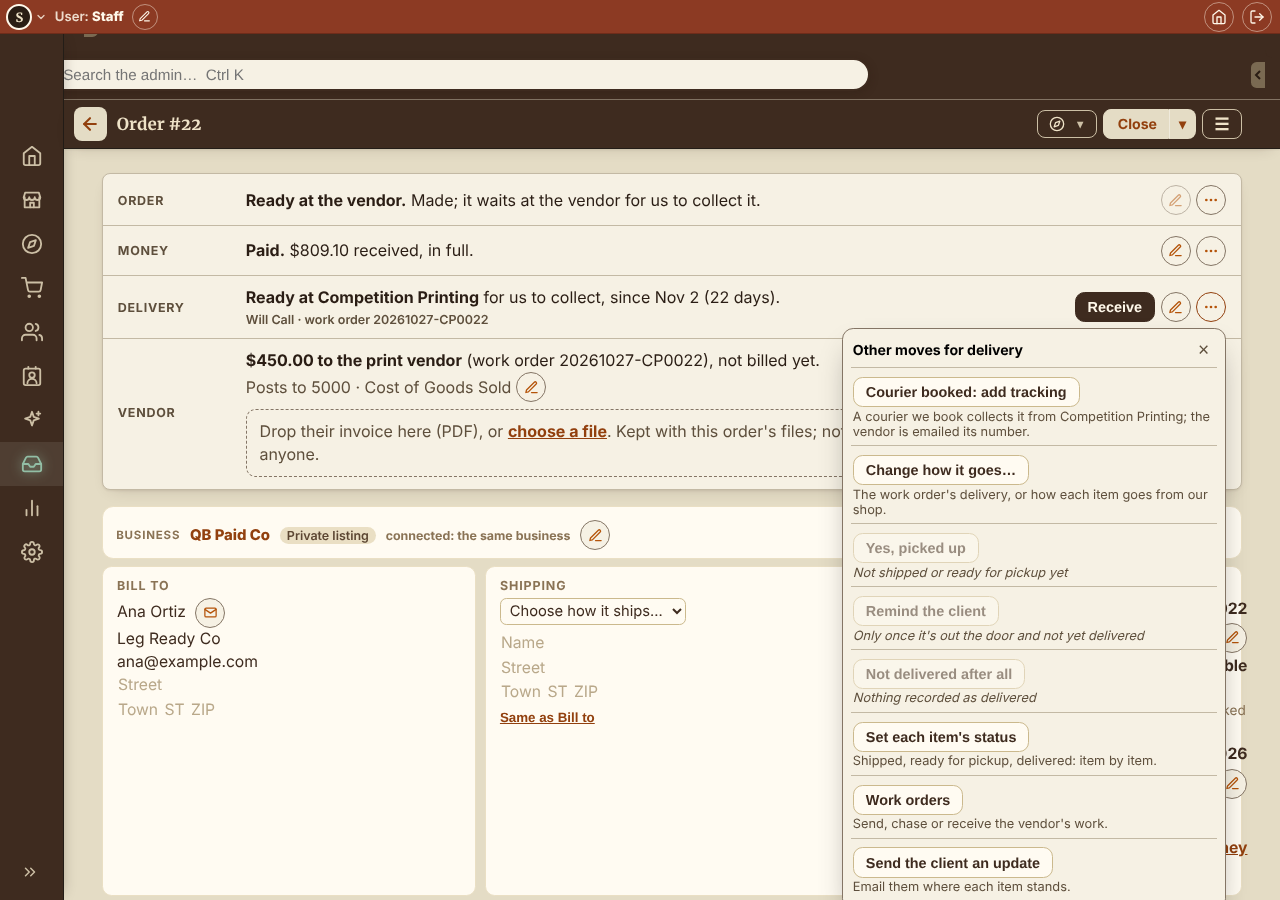 S
User: Staff
Search the admin… Ctrl K
Order #22
Close
ORDER
Ready at the vendor. Made; it waits at the vendor for us to collect it.
MONEY
Paid. $809.10 received, in full.
DELIVERY
Ready at Competition Printing for us to collect, since Nov 2 (22 days).
Will Call · work order 20261027-CP0022
Receive
VENDOR
$450.00 to the print vendor (work order 20261027-CP0022), not billed yet.
Posts to 5000 · Cost of Goods Sold
Drop their invoice here (PDF), or choose a file. Kept with this order's files;
anyone.
Other moves for delivery
Courier booked: add tracking
A courier we book collects it from Competition Printing; the
vendor is emailed its number.
Change how it goes…
The work order's delivery, or how each item goes from our
shop.
Yes, picked up
Not shipped or ready for pickup yet
Remind the client
Only once it's out the door and not yet delivered
Not delivered after all
Nothing recorded as delivered
Set each item's status
Shipped, ready for pickup, delivered: item by item.
Work orders
Send, chase or receive the vendor's work.
Send the client an update
Email them where each item stands.
BUSINESS QB Paid Co Private listing connected: the same business
BILL TO
Ana Ortiz
Leg Ready Co
ana@example.com
Street
Town ST ZIP
SHIPPING
Choose how it ships…
Name
Street
Town ST ZIP
Same as Bill to